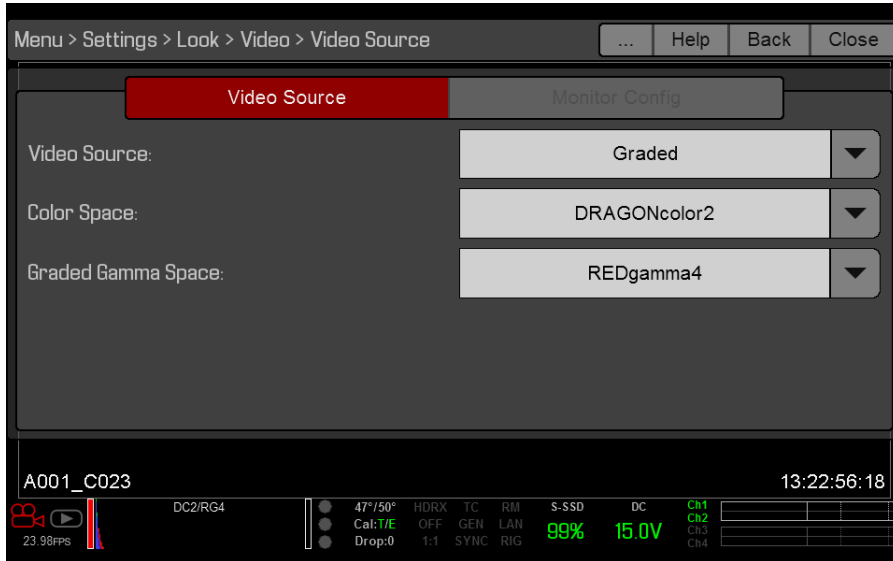 Menu > Settings > Look > Video > Video Source ... Help Back Close
Video Source Monitor Config
Video Source: Graded
Color Space: DRAGONcolor2
Graded Gamma Space: REDgamma4
A001_C023 13:22:56:18
DC2/RG4 47°/50° HDRX TC RM S-SSD DC Ch1
Ch2
Cal:T/E OFF GEN LAN 99% 15.0V Ch3
23.98FPS Drop:0 1:1 SYNC RIG Ch4